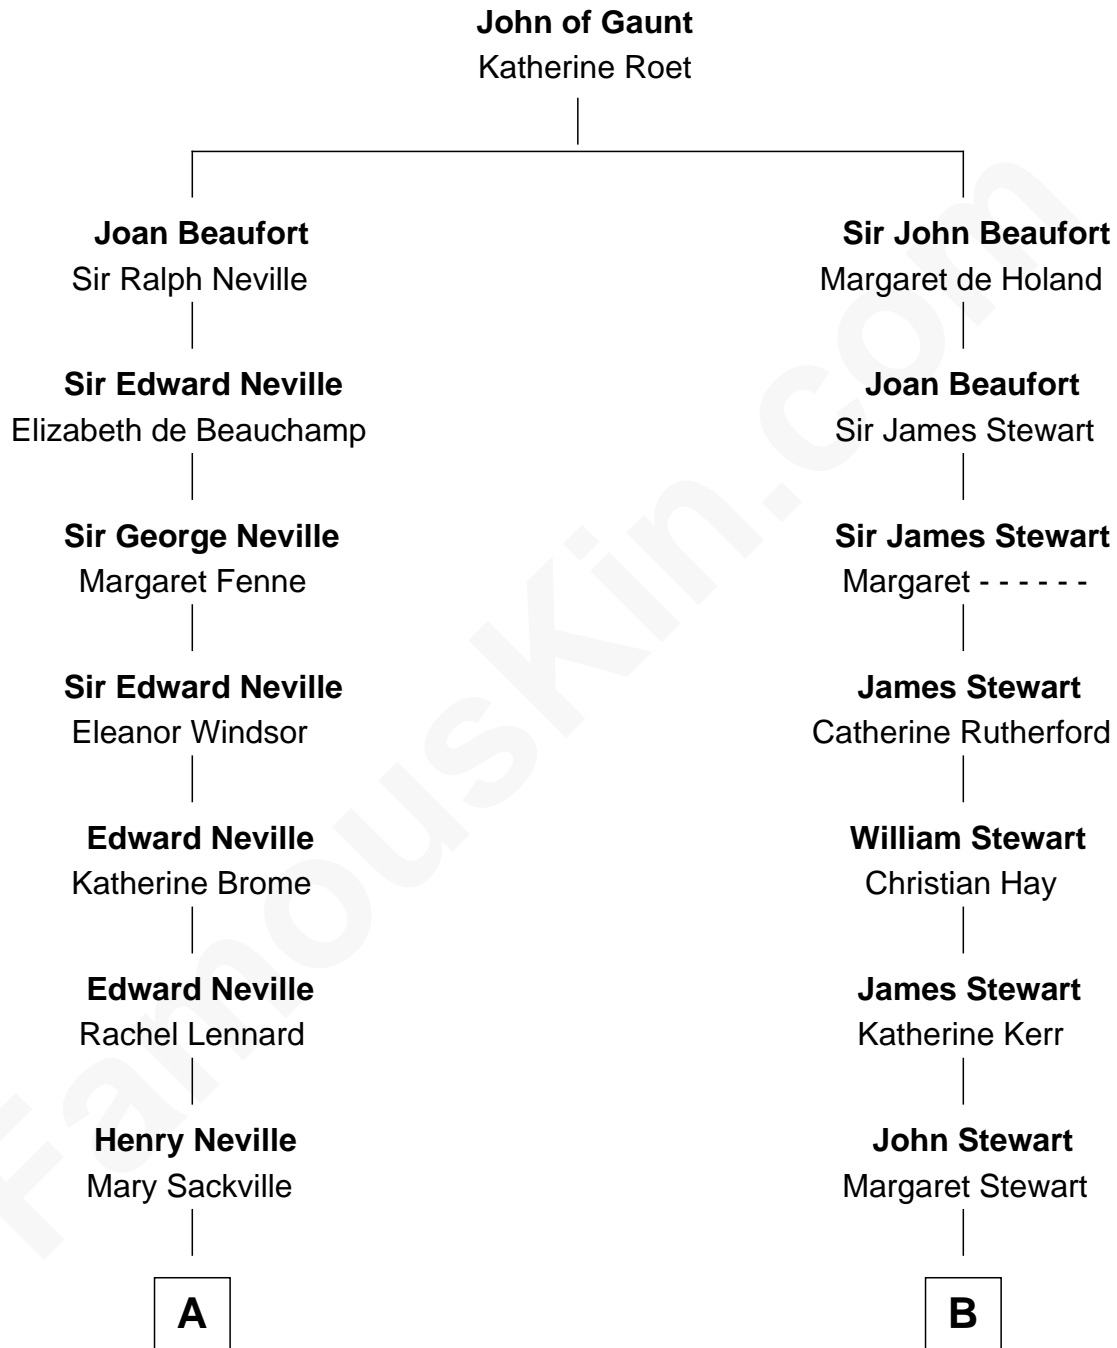 John of Gaunt
Katherine Roet
Joan Beaufort
Sir Ralph Neville
Sir Edward Neville
Elizabeth de Beauchamp
Sir George Neville
Margaret Fenne
Sir Edward Neville
Eleanor Windsor
Edward Neville
Katherine Brome
Edward Neville
Rachel Lennard
Henry Neville
Mary Sackville
A
Sir John Beaufort
Margaret de Holand
Joan Beaufort
Sir James Stewart
Sir James Stewart
Margaret - - - - - -
James Stewart
Catherine Rutherford
William Stewart
Christian Hay
James Stewart
Katherine Kerr
John Stewart
Margaret Stewart
B
FamousKin.com